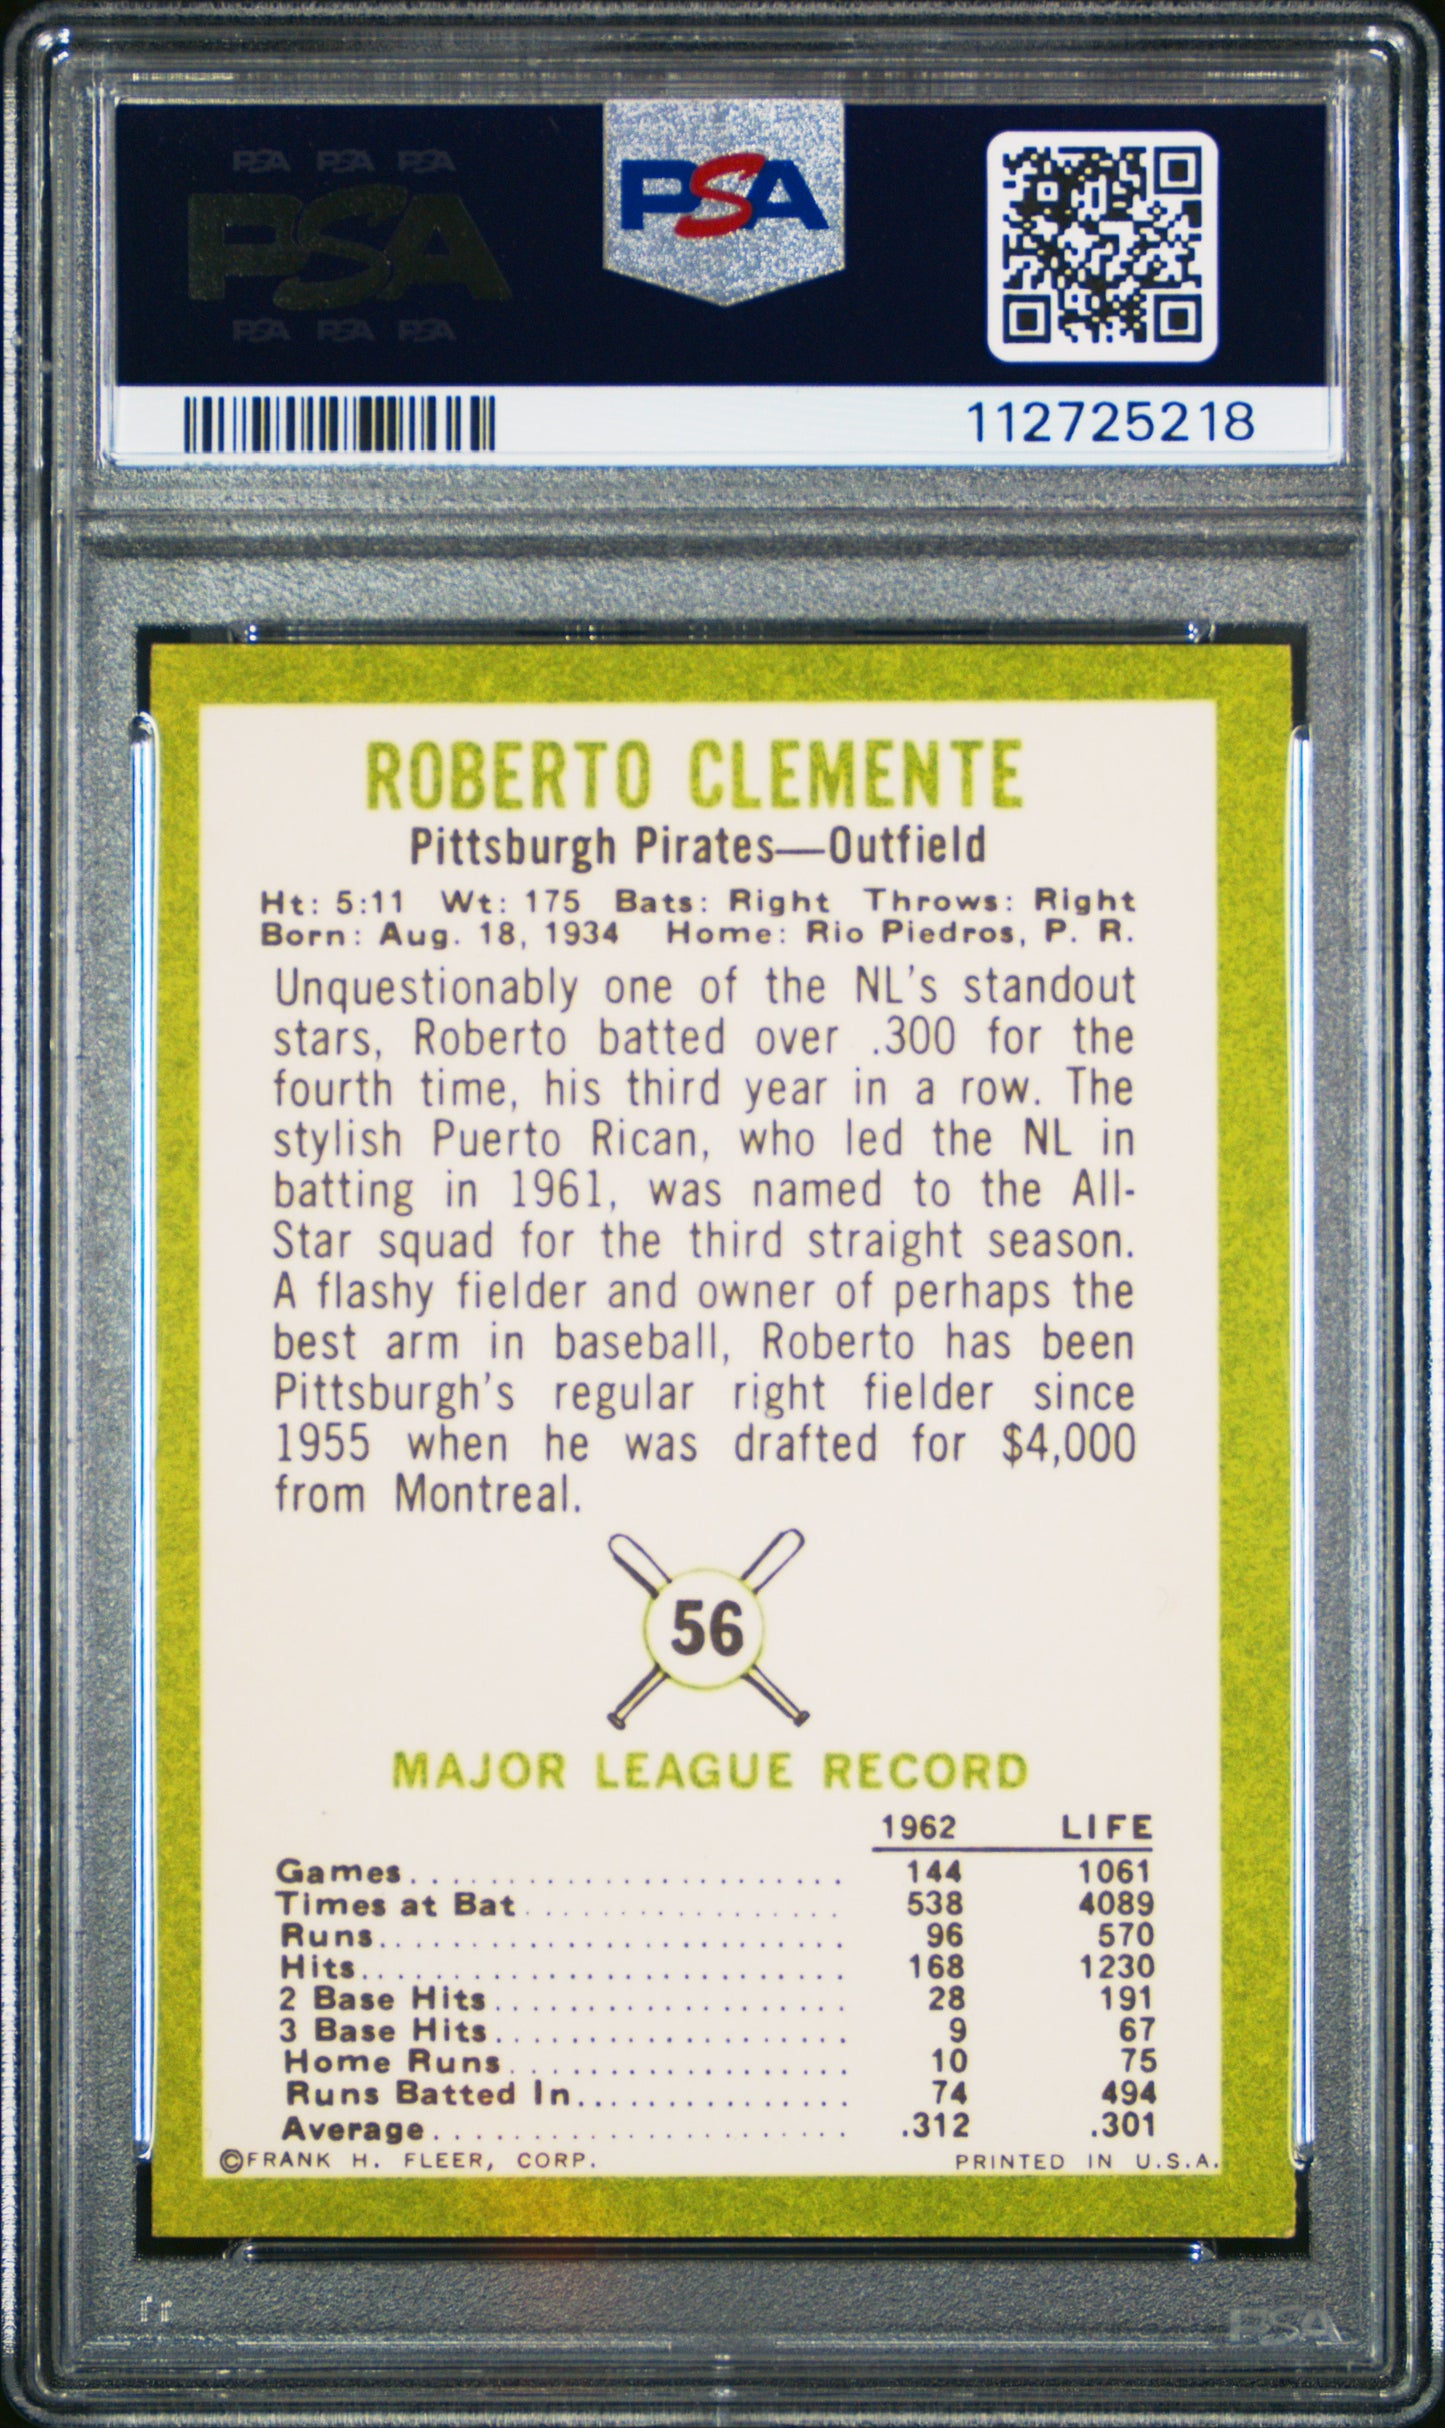 PSA PSA PSA
PSA
PSA PSA PSA
PSA
112725218
ROBERTO CLEMENTE
Pittsburgh Pirates—Outfield
Ht: 5:11 Wt: 175 Bats: Right Throws: Right
Born: Aug. 18, 1934 Home: Rio Piedros, P. R.
Unquestionably one of the NL's standout
stars, Roberto batted over .300 for the
fourth time, his third year in a row. The
stylish Puerto Rican, who led the NL in
batting in 1961, was named to the All-
Star squad for the third straight season.
A flashy fielder and owner of perhaps the
best arm in baseball, Roberto has been
Pittsburgh's regular right fielder since
1955 when he was drafted for $4,000
from Montreal.
56
MAJOR LEAGUE RECORD
1962 LIFE
Games........................ 144 1061
Times at Bat................. 538 4089
Runs......................... 96 570
Hits.......................... 168 1230
2 Base Hits................... 28 191
3 Base Hits................... 9 67
Home Runs................... 10 75
Runs Batted In............... 74 494
Average....................... .312 .301
©FRANK H. FLEER, CORP. PRINTED IN U.S.A.
PSA